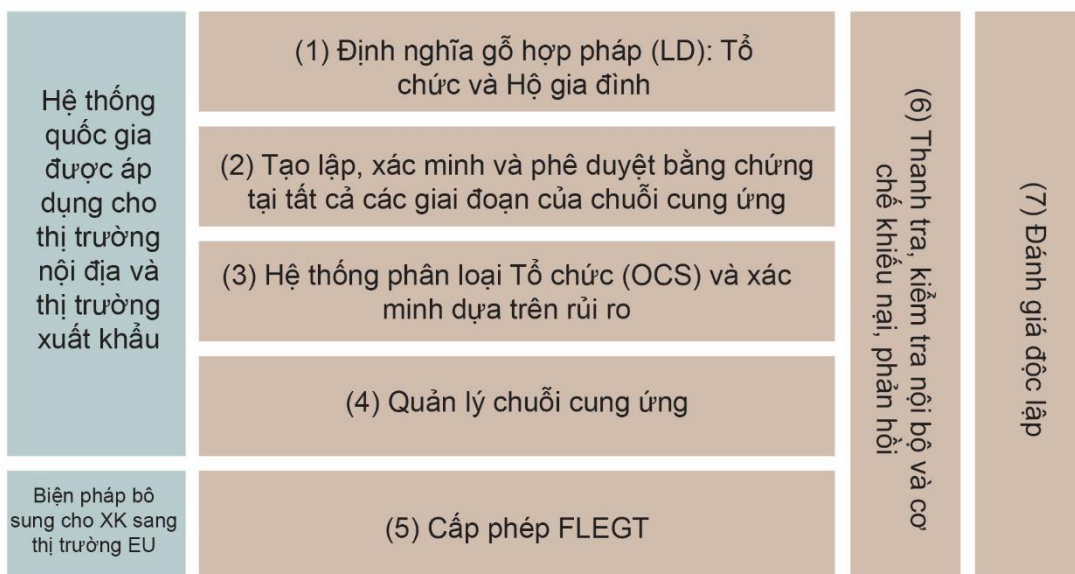 Hệ thống
quốc gia
được áp
dụng cho
thị trường
nội địa và
thị trường
xuất khẩu
(1) Định nghĩa gỗ hợp pháp (LD): Tổ
chức và Hộ gia đình
(2) Tạo lập, xác minh và phê duyệt bằng chứng
tại tất cả các giai đoạn của chuỗi cung ứng
(3) Hệ thống phân loại Tổ chức (OCS) và xác
minh dựa trên rủi ro
(4) Quản lý chuỗi cung ứng
Biện pháp bô
sung cho XK sang
thị trường EU
(5) Cấp phép FLEGT
(6) Thanh tra, kiểm tra nội bộ và cơ
chế khiếu nại, phản hồi
(7) Đánh giá độc lập